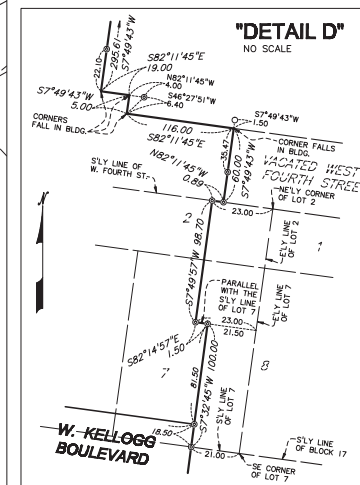 "DETAIL D"
NO SCALE
22.10
295.61
S7°49'43"W
S82°11'45"E
19.00
N82°11'45"W
4.00
S7°49'43"W
5.00
S46°27'51"W
6.40
CORNERS
FALL IN BLDG.
116.00
S82°11'45"E
S7°49'43"W
1.50
CORNER FALLS
IN BLDG.
N82°11'45"W
0.89
35.47
60.00
S7°49'43"W
VACATED WEST
FOURTH STREE
S'LY LINE OF
W. FOURTH ST.
NE'LY CORNER
OF LOT 2
23.00
N
2
1
E'LY LINE
OF LOT 2
S7°49'57"W 98.70
PARALLEL
WITH THE
S'LY LINE
OF LOT 7
E'LY LINE
OF LOT 7
23.00
21.50
S82°14'57"E
1.50
7
8
81.50
S7°32'45"W 100.00
S'LY LINE
OF LOT 7
18.50
W. KELLOGG
BOULEVARD
21.00
S'LY LINE
OF BLOCK 17
SE CORNER
OF LOT 7